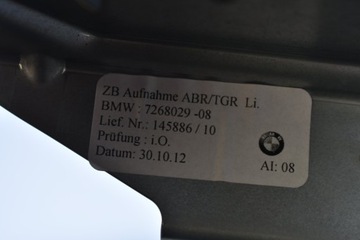 ZB Aufnahme ABR/TGR Li.
BMW : 7268029 -08
Lief. Nr.: 145886 / 10
Prüfung : i.O.
Datum: 30.10.12
AI: 08